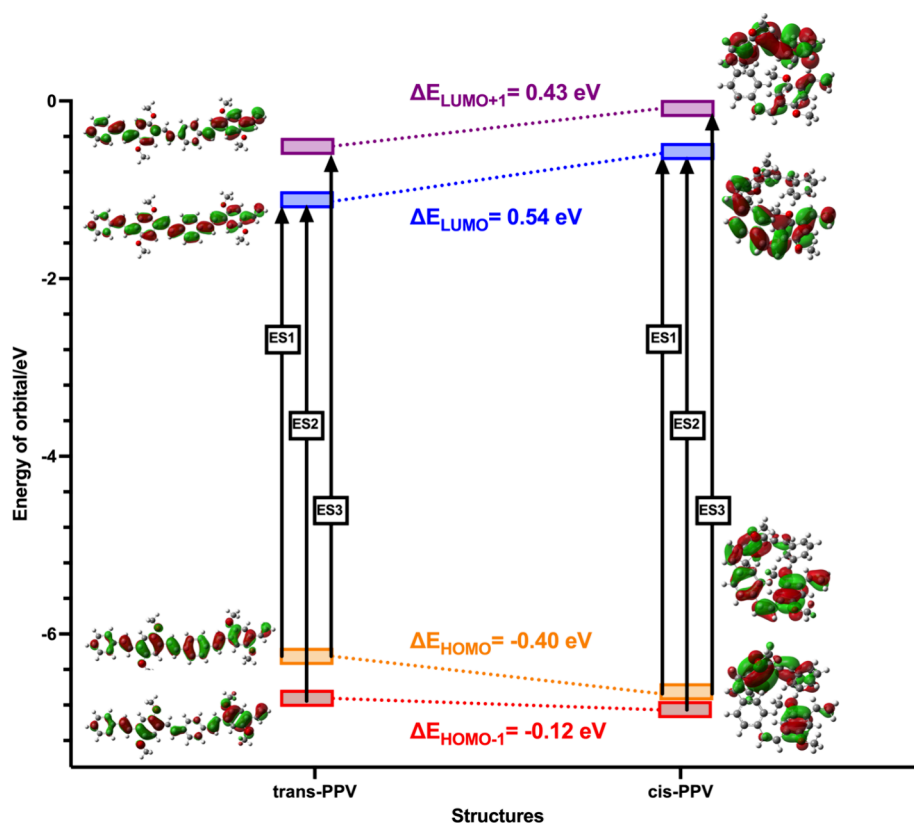 0
-2
-4
-6
Energy of orbital/eV
ΔE_LUMO+1 = 0.43 eV
ΔE_LUMO= 0.54 eV
ES1
ES2
ES3
ES1
ES2
ES3
ΔE_HOMO= -0.40 eV
ΔE_HOMO-1= -0.12 eV
trans-PPV
cis-PPV
Structures